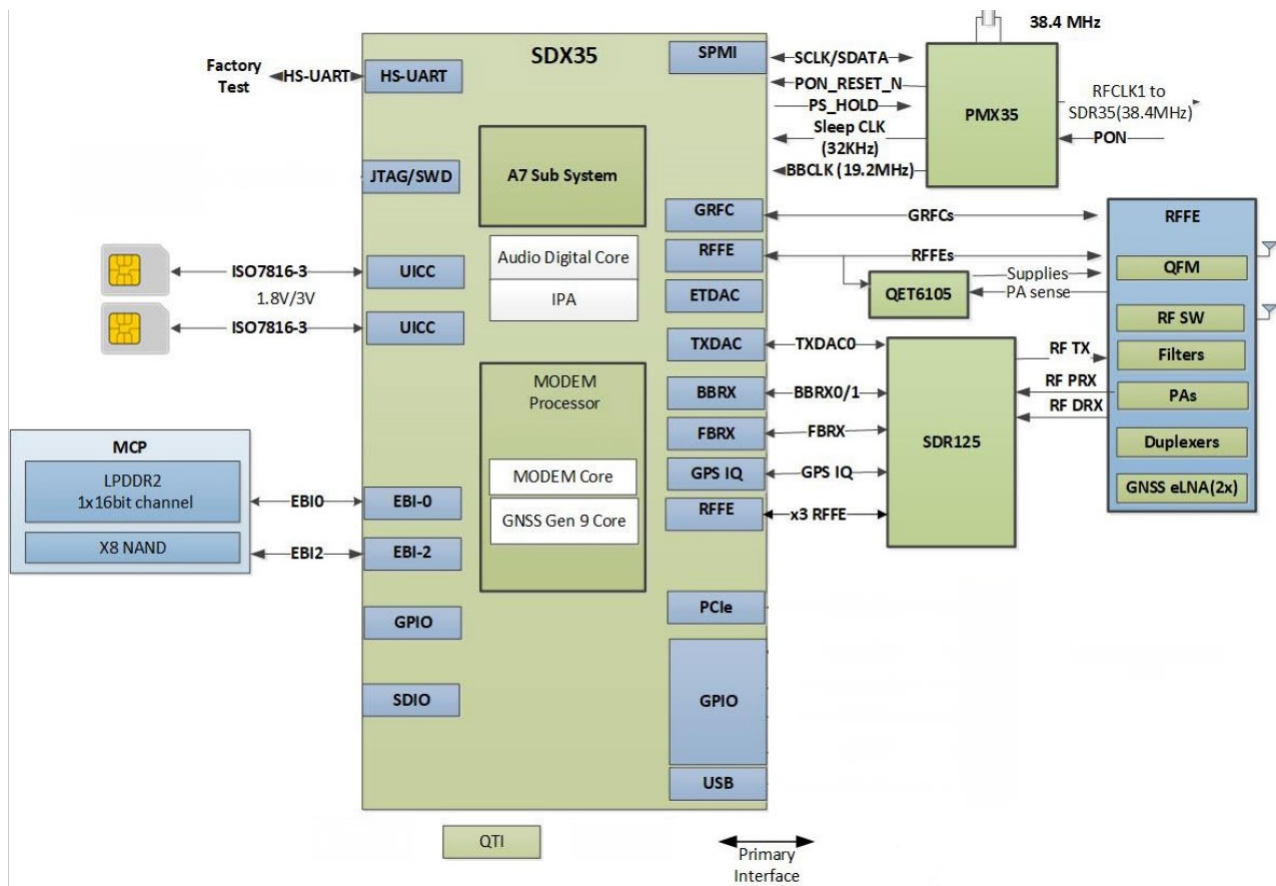 38.4 MHz
SDX35
SPMI
SCLK/SDATA
Factory
Test
HS-UART
HS-UART
PON_RESET_N
PS_HOLD
Sleep CLK
(32KHz)
BBCLK (19.2MHz)
PMX35
RFCLK1 to
SDR35(38.4MHz)
PON
JTAG/SWD
A7 Sub System
GRFC
GRFCs
RFFE
RFFE
RFFEs
Audio Digital Core
IPA
ISO7816-3
1.8V/3V
ISO7816-3
UICC
UICC
ETDAC
QET6105
Supplies
PA sense
QFM
RF SW
Filters
PAs
Duplexers
GNSS eLNA(2x)
TXDAC
TXDAC0
BBRX
BBRX0/1
FBRX
FBRX
GPS IQ
GPS IQ
RFFE
x3 RFFE
SDR125
RF TX
RF PRX
RF DRX
MODEM
Processor
MODEM Core
GNSS Gen 9 Core
MCP
LPDDR2
1x16bit channel
X8 NAND
EBI0
EBI2
EBI-0
EBI-2
GPIO
SDIO
PCIe
GPIO
USB
QTI
Primary
Interface